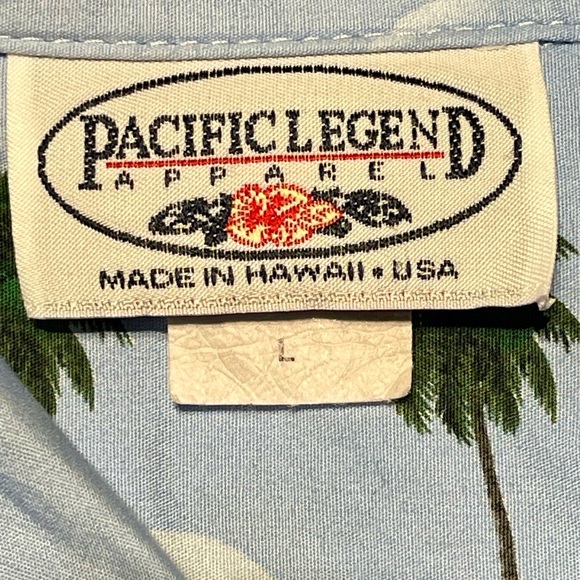 PACIFIC LEGEND
APPAREL
MADE IN HAWAII • USA
L